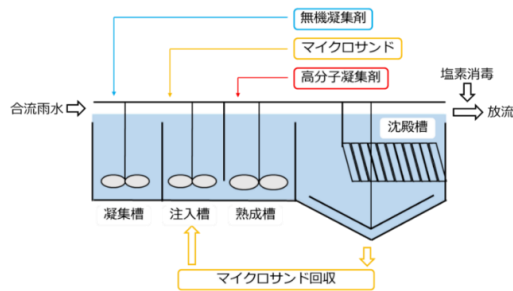 無機凝集剤
マイクロサンド
高分子凝集剤
塩素消毒
合流雨水
放流
沈殿槽
凝集槽
注入槽
熟成槽
マイクロサンド回収